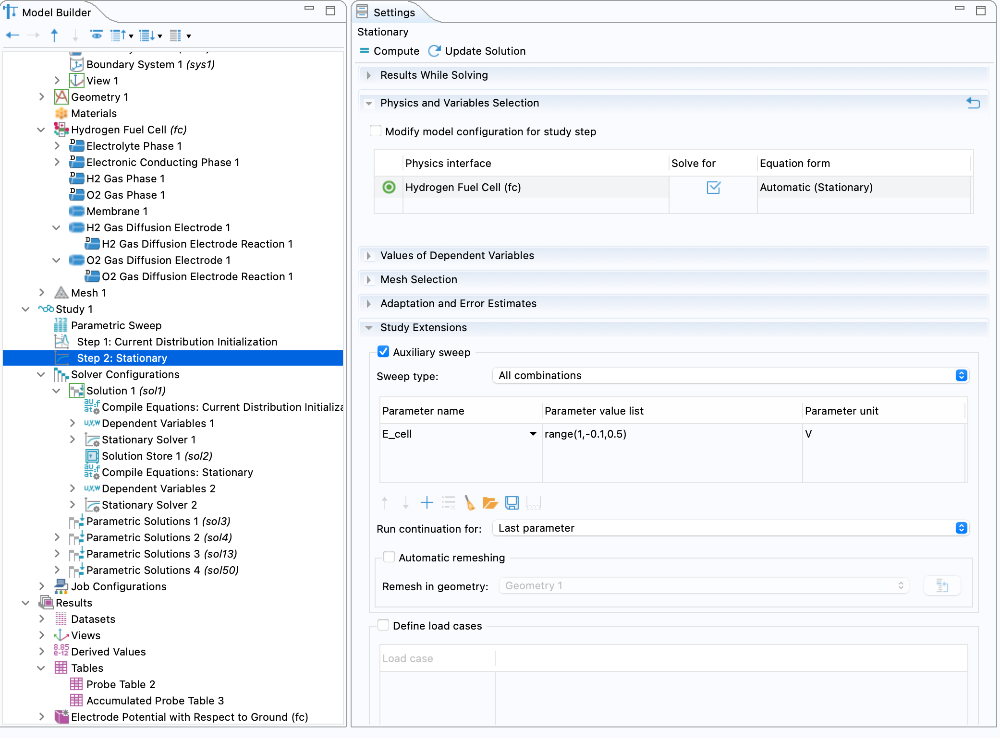 Model Builder
Boundary System 1 (sys1)
View 1
Geometry 1
Materials
Hydrogen Fuel Cell (fc)
Electrolyte Phase 1
Electronic Conducting Phase 1
H2 Gas Phase 1
O2 Gas Phase 1
Membrane 1
H2 Gas Diffusion Electrode 1
H2 Gas Diffusion Electrode Reaction 1
O2 Gas Diffusion Electrode 1
O2 Gas Diffusion Electrode Reaction 1
Mesh 1
Study 1
Parametric Sweep
Step 1: Current Distribution Initialization
Step 2: Stationary
Solver Configurations
Solution 1 (sol1)
Compile Equations: Current Distribution Initializa
Dependent Variables 1
Stationary Solver 1
Solution Store 1 (sol2)
Compile Equations: Stationary
Dependent Variables 2
Stationary Solver 2
Parametric Solutions 1 (sol3)
Parametric Solutions 2 (sol4)
Parametric Solutions 3 (sol13)
Parametric Solutions 4 (sol50)
Job Configurations
Results
Datasets
Views
Derived Values
Tables
Probe Table 2
Accumulated Probe Table 3
Electrode Potential with Respect to Ground (fc)
Settings
Stationary
Compute Update Solution
Results While Solving
Physics and Variables Selection
Modify model configuration for study step
Physics interface Solve for Equation form
Hydrogen Fuel Cell (fc) Automatic (Stationary)
Values of Dependent Variables
Mesh Selection
Adaptation and Error Estimates
Study Extensions
Auxiliary sweep
Sweep type: All combinations
Parameter name Parameter value list Parameter unit
E_cell range(1,-0.1,0.5) V
Run continuation for: Last parameter
Automatic remeshing
Remesh in geometry: Geometry 1
Define load cases
Load case